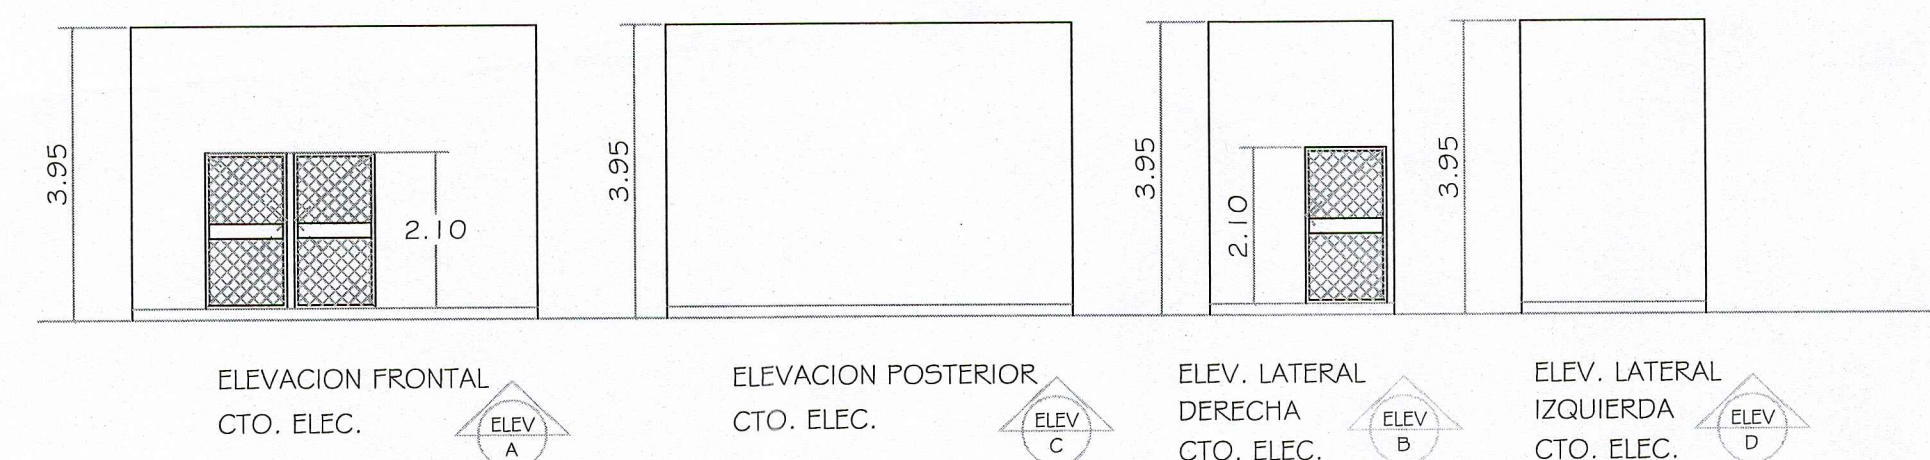 3.95
2.10
ELEVACION FRONTAL
CTO. ELEC.
ELEV
A
3.95
ELEVACION POSTERIOR
CTO. ELEC.
ELEV
C
3.95
2.10
ELEV. LATERAL
DERECHA
CTO. ELEC.
ELEV
B
3.95
ELEV. LATERAL
IZQUIERDA
CTO. ELEC.
ELEV
D